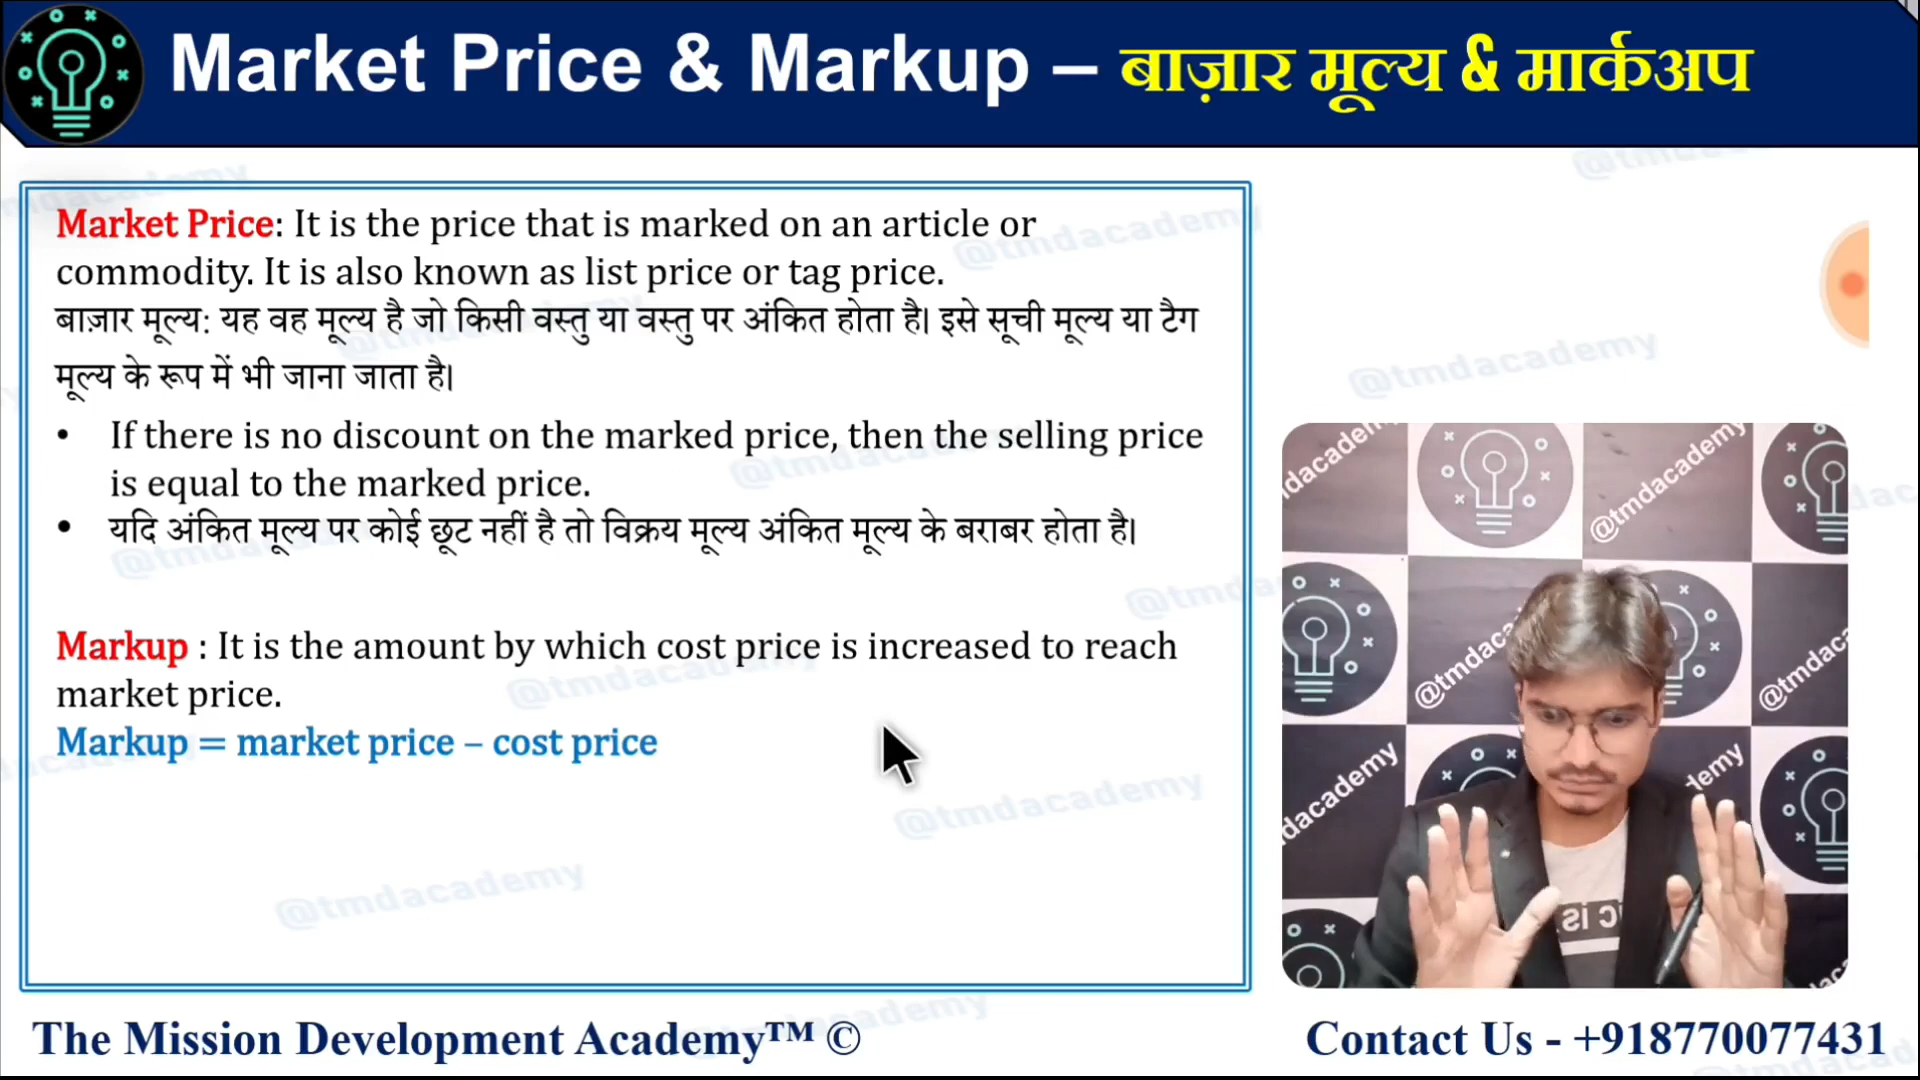 Market Price & Markup – बाज़ार मूल्य & मार्कअप
Market Price: It is the price that is marked on an article or
commodity. It is also known as list price or tag price.
बाज़ार मूल्य: यह वह मूल्य है जो किसी वस्तु या वस्तु पर अंकित होता है। इसे सूची मूल्य या टैग
मूल्य के रूप में भी जाना जाता है।
• If there is no discount on the marked price, then the selling price
is equal to the marked price.
• यदि अंकित मूल्य पर कोई छूट नहीं है तो विक्रय मूल्य अंकित मूल्य के बराबर होता है।
Markup : It is the amount by which cost price is increased to reach
market price.
Markup = market price – cost price
@tmdacademy
The Mission Development Academy™ ©
Contact Us - +918770077431